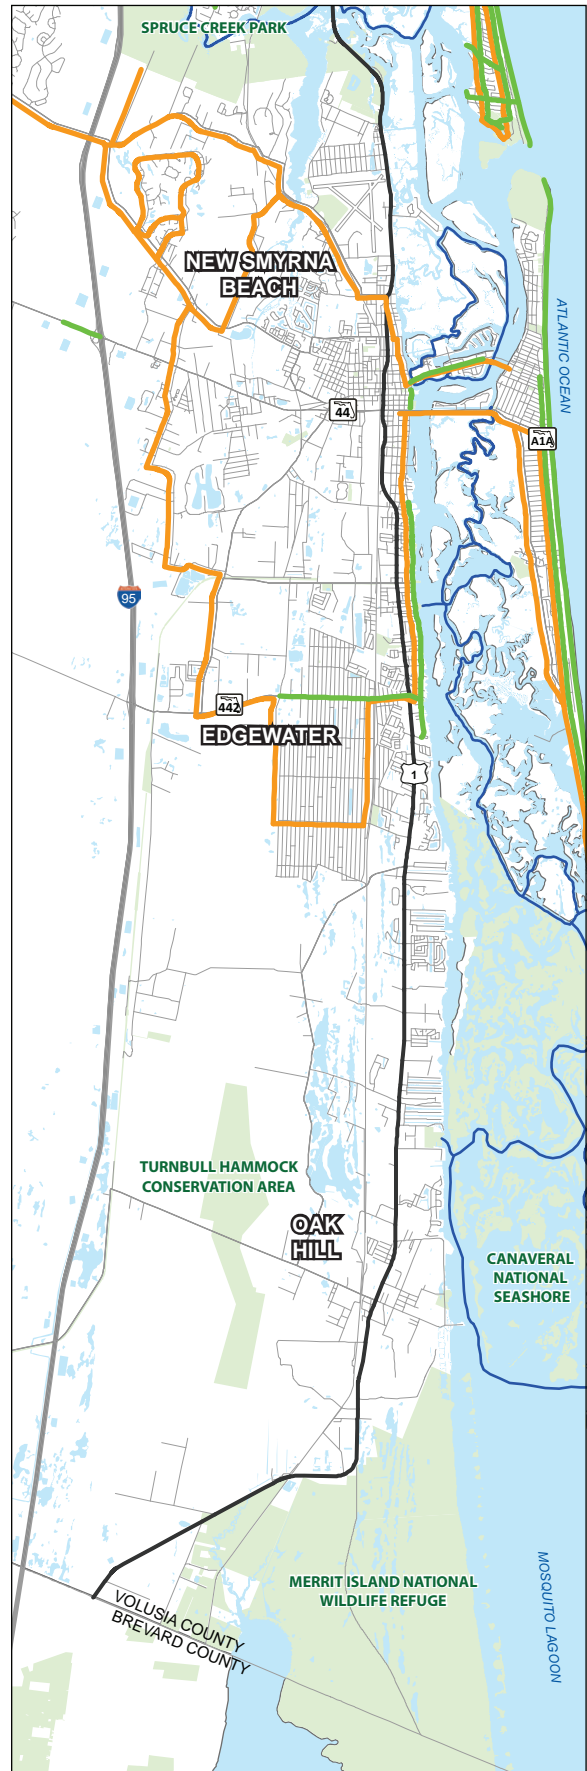 SPRUCE CREEK PARK
NEW SMYRNA
BEACH
ATLANTIC OCEAN
44
A1A
95
442
EDGEWATER
1
TURNBULL HAMMOCK
CONSERVATION AREA
OAK
HILL
CANAVERAL
NATIONAL
SEASHORE
MERRIT ISLAND NATIONAL
WILDLIFE REFUGE
MOSQUITO LAGOON
VOLUSIA COUNTY
BREVARD COUNTY